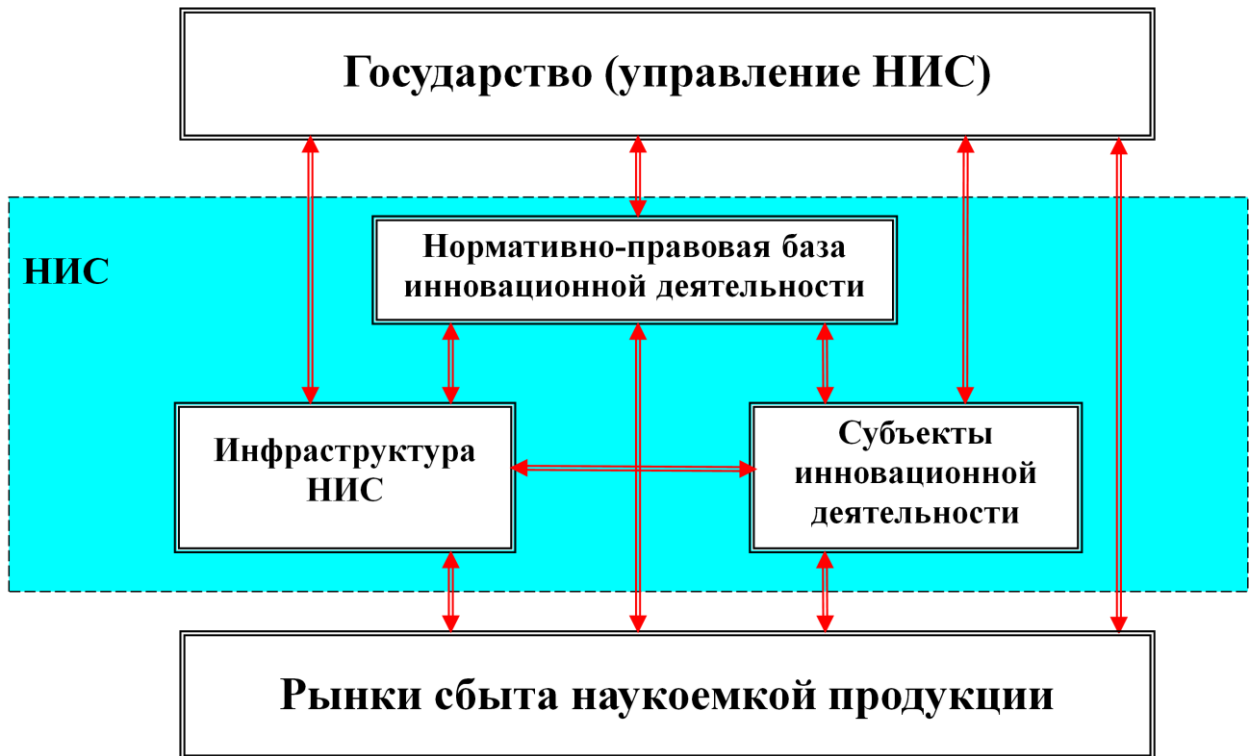 Государство (управление НИС)
НИС
Нормативно-правовая база
инновационной деятельности
Инфраструктура
НИС
Субъекты
инновационной
деятельности
Рынки сбыта наукоемкой продукции